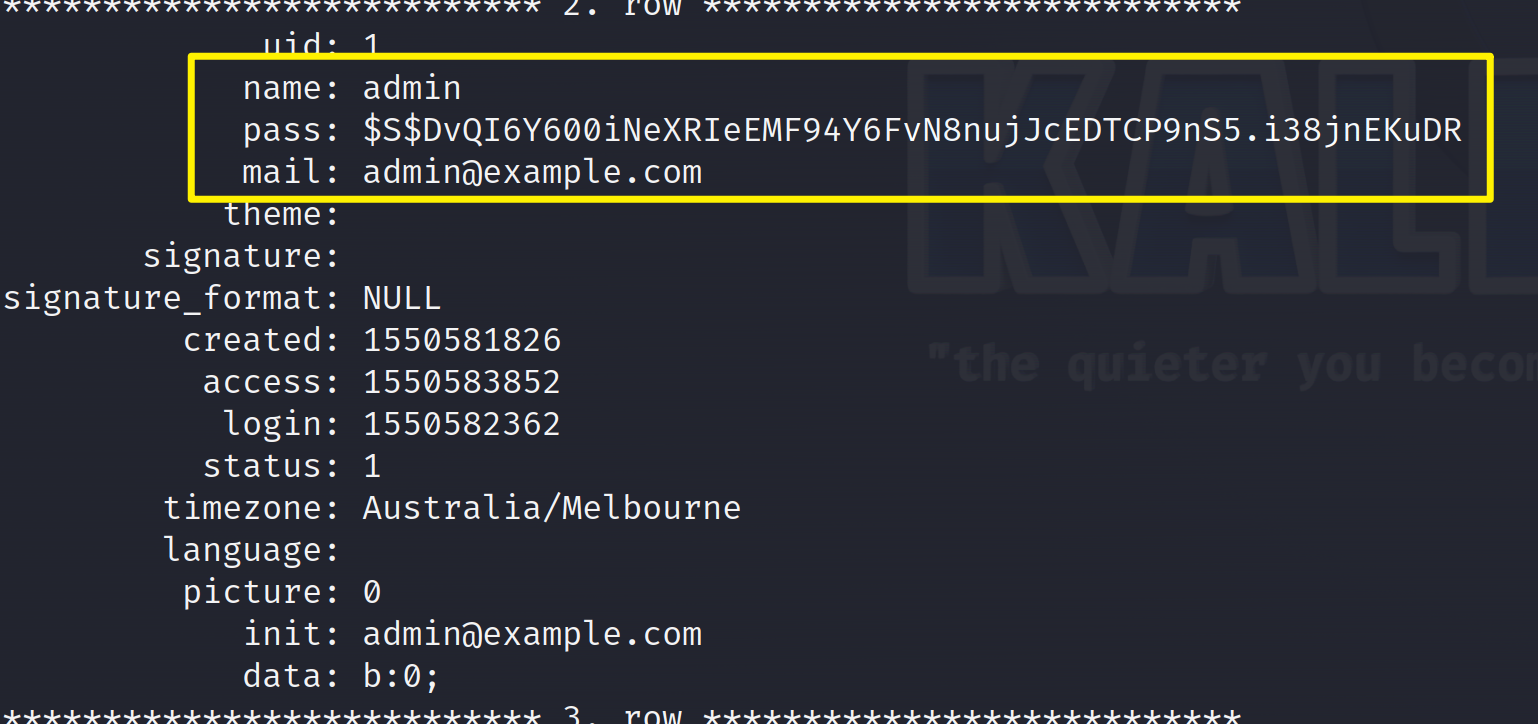 *************************** 2. row ***************************
uid: 1
name: admin
pass: $S$DvQI6Y600iNeXRIeEMF94Y6FvN8nujJcEDTCP9nS5.i38jnEKuDR
mail: admin@example.com
theme:
signature:
signature_format: NULL
created: 1550581826
access: 1550583852
login: 1550582362
status: 1
timezone: Australia/Melbourne
language:
picture: 0
init: admin@example.com
data: b:0;
*************************** 3. row ***************************
KALI
"the quieter you becom